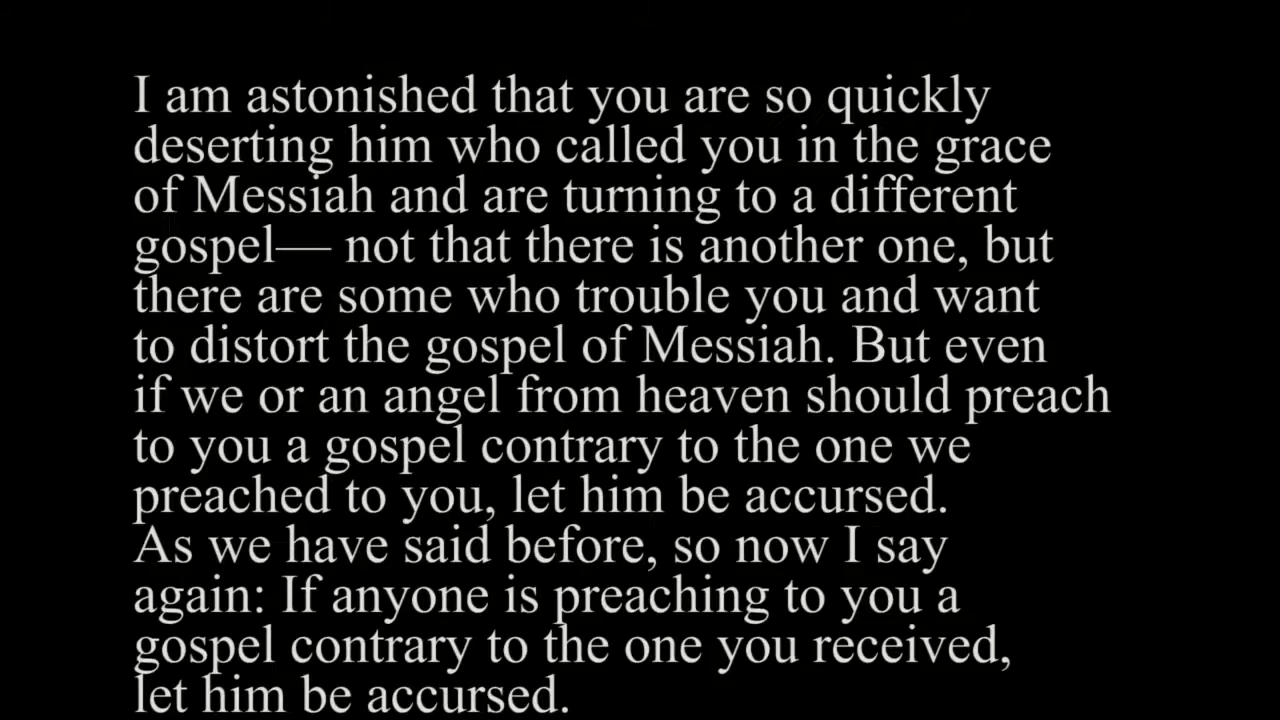 I am astonished that you are so quickly
deserting him who called you in the grace
of Messiah and are turning to a different
gospel— not that there is another one, but
there are some who trouble you and want
to distort the gospel of Messiah. But even
if we or an angel from heaven should preach
to you a gospel contrary to the one we
preached to you, let him be accursed.
As we have said before, so now I say
again: If anyone is preaching to you a
gospel contrary to the one you received,
let him be accursed.